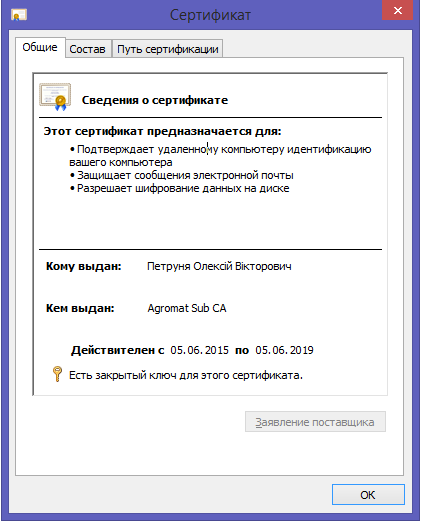 Сертификат
Общие Состав Путь сертификации
Сведения о сертификате
Этот сертификат предназначается для:
• Подтверждает удаленному компьютеру идентификацию
вашего компьютера
• Защищает сообщения электронной почты
• Разрешает шифрование данных на диске
Кому выдан: Петруня Олексій Вікторович
Кем выдан: Agromat Sub CA
Действителен с 05.06.2015 по 05.06.2019
Есть закрытый ключ для этого сертификата.
Заявление поставщика
ОК